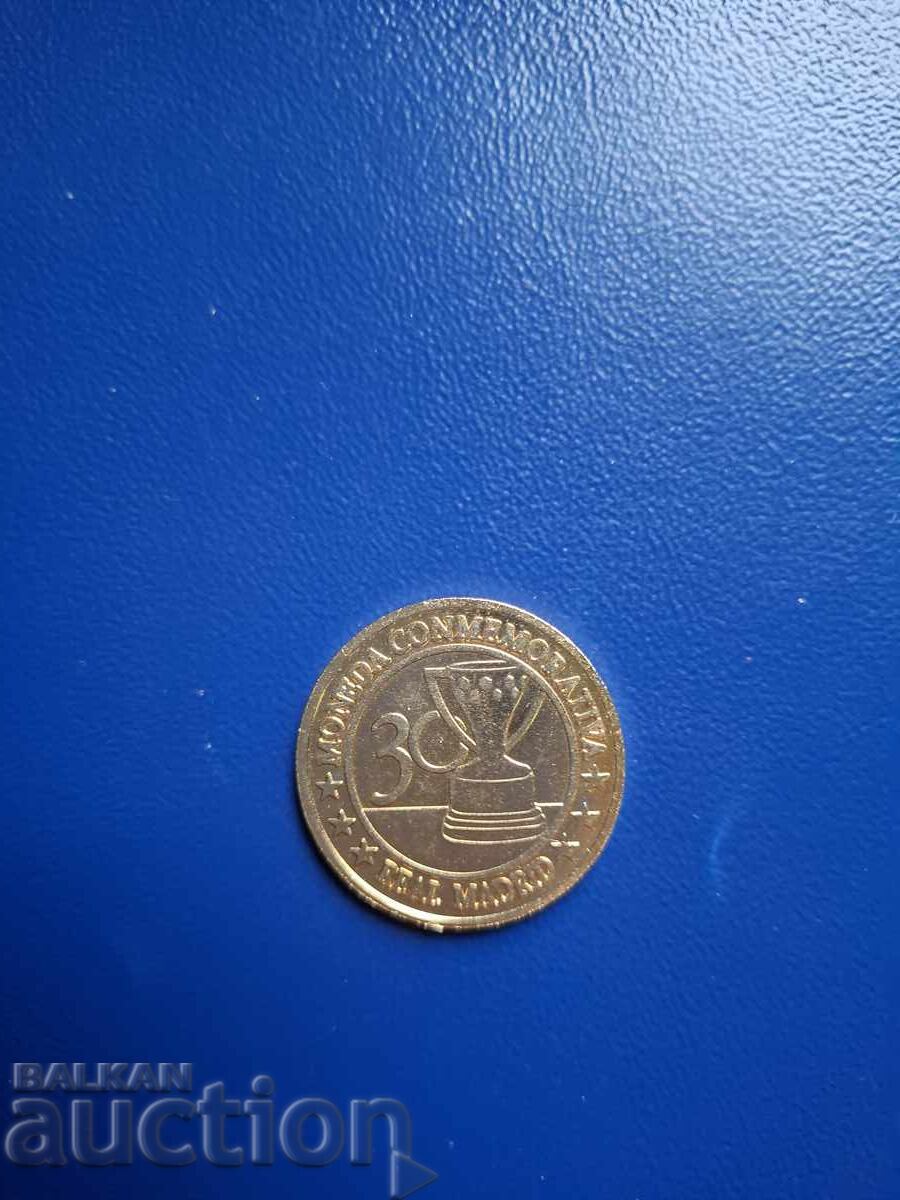 MONEDA CONMEMORATIVA
30
REAL MADRID
BALKAN
auction